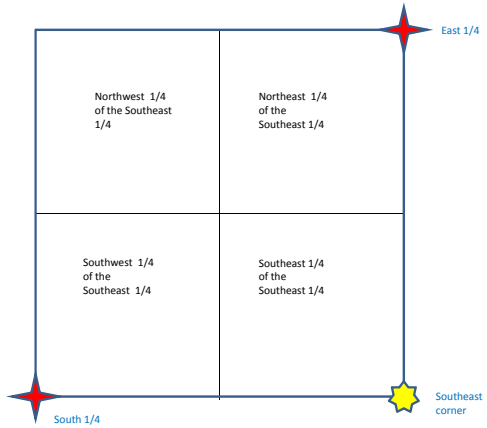 East 1/4
Northwest 1/4
of the Southeast
1/4
Northeast 1/4
of the
Southeast 1/4
Southwest 1/4
of the
Southeast 1/4
Southeast 1/4
of the
Southeast 1/4
Southeast
corner
South 1/4